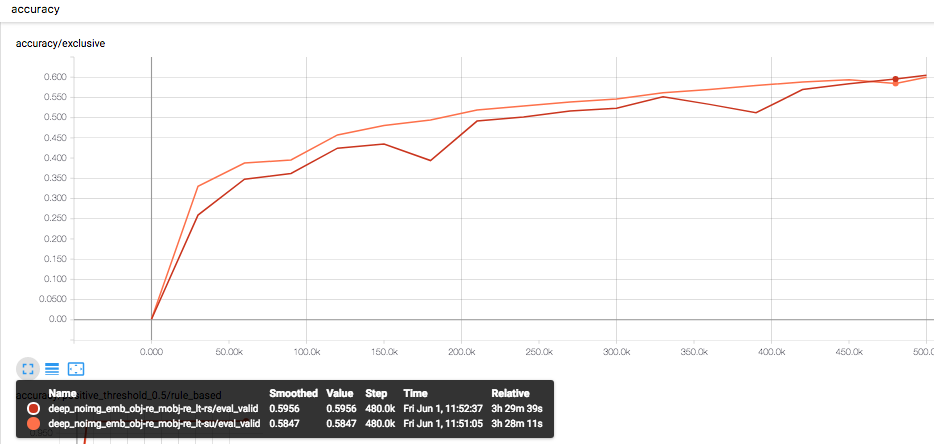 accuracy
accuracy/exclusive
0.600
0.550
0.500
0.450
0.400
0.350
0.300
0.250
0.200
0.150
0.100
0.0500
0.00
0.000 50.00k 100.0k 150.0k 200.0k 250.0k 300.0k 350.0k 400.0k 450.0k 500.0
accuracy/positive_threshold_0.5/rule_based
Name Smoothed Value Step Time Relative
deep_noimg_emb_obj-re_mobj-re_lt-rs/eval_valid 0.5956 0.5956 480.0k Fri Jun 1, 11:52:37 3h 29m 39s
deep_noimg_emb_obj-re_mobj-re_lt-su/eval_valid 0.5847 0.5847 480.0k Fri Jun 1, 11:51:05 3h 28m 11s
0.060